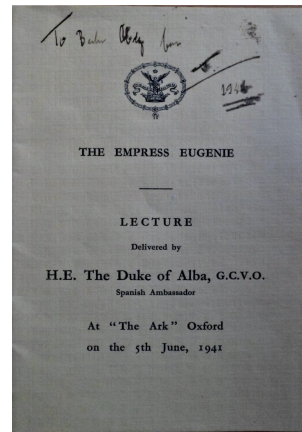 To
1946
THE EMPRESS EUGENIE
LECTURE
Delivered by
H.E. The Duke of Alba, G.C.V.O.
Spanish Ambassador
At "The Ark" Oxford
on the 5th June, 1941